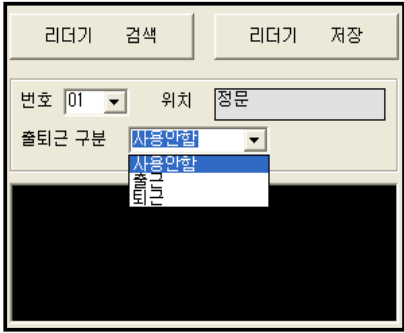 리더기 검색 리더기 저장
번호 01 위치 정문
출퇴근 구분 사용안함
사용안함
출근
퇴근